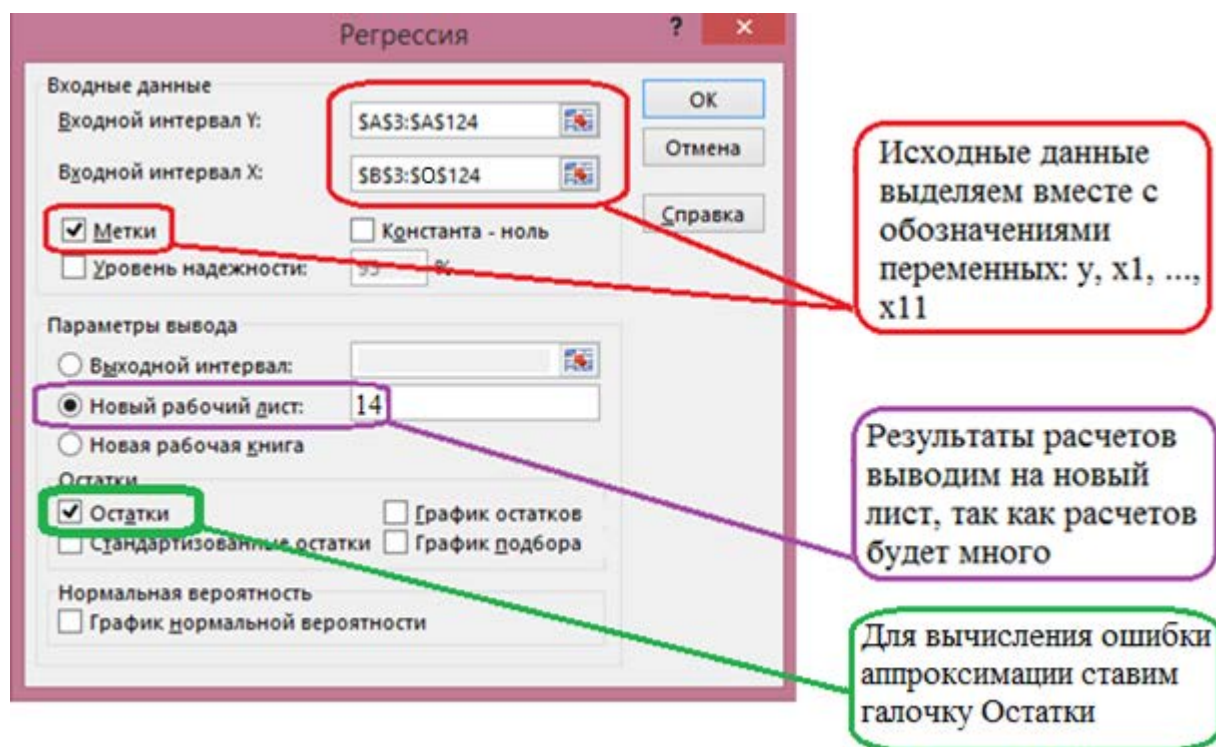 Регрессия
?
×
Входные данные
Входной интервал Y:
$A$3:$A$124
Входной интервал X:
$B$3:$O$124
Метки
Константа - ноль
Уровень надежности:
95 %
ОК
Отмена
Справка
Параметры вывода
Выходной интервал:
Новый рабочий лист:
14
Новая рабочая книга
Остатки
Остатки
График остатков
Стандартизованные остатки
График подбора
Нормальная вероятность
График нормальной вероятности
Исходные данные
выделяем вместе с
обозначениями
переменных: y, x1, ...,
x11
Результаты расчетов
выводим на новый
лист, так как расчетов
будет много
Для вычисления ошибки
аппроксимации ставим
галочку Остатки